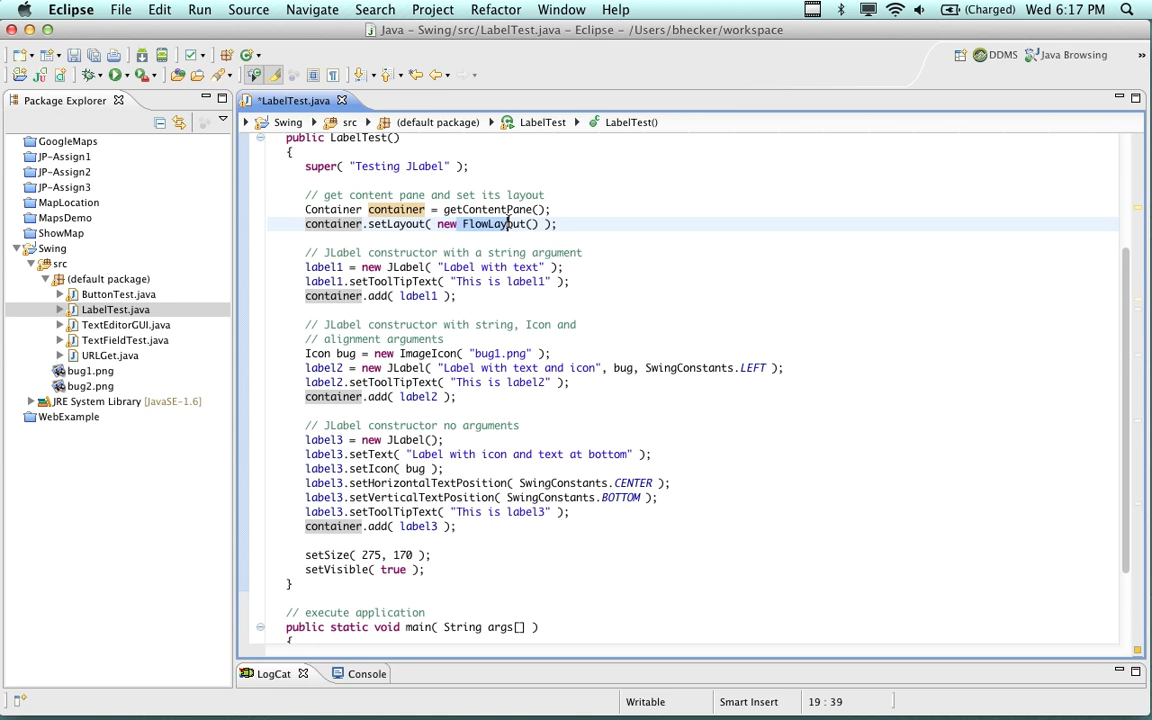 Eclipse File Edit Run Source Navigate Search Project Refactor Window Help (Charged) Wed 6:17 PM
Java – Swing/src/LabelTest.java – Eclipse – /Users/bhecker/workspace
DDMS Java Browsing »
Package Explorer
*LabelTest.java
Swing src (default package) LabelTest LabelTest()
GoogleMaps
JP-Assign1
JP-Assign2
JP-Assign3
MapLocation
MapsDemo
ShowMap
Swing
src
(default package)
ButtonTest.java
LabelTest.java
TextEditorGUI.java
TextFieldTest.java
URLGet.java
bug1.png
bug2.png
JRE System Library [JavaSE-1.6]
WebExample
public LabelTest()
{
super( "Testing JLabel" );
// get content pane and set its layout
Container container = getContentPane();
container.setLayout( new FlowLayout() );
// JLabel constructor with a string argument
label1 = new JLabel( "Label with text" );
label1.setToolTipText( "This is label1" );
container.add( label1 );
// JLabel constructor with string, Icon and
// alignment arguments
Icon bug = new ImageIcon( "bug1.png" );
label2 = new JLabel( "Label with text and icon", bug, SwingConstants.LEFT );
label2.setToolTipText( "This is label2" );
container.add( label2 );
// JLabel constructor no arguments
label3 = new JLabel();
label3.setText( "Label with icon and text at bottom" );
label3.setIcon( bug );
label3.setHorizontalTextPosition( SwingConstants.CENTER );
label3.setVerticalTextPosition( SwingConstants.BOTTOM );
label3.setToolTipText( "This is label3" );
container.add( label3 );
setSize( 275, 170 );
setVisible( true );
}
// execute application
public static void main( String args[] )
{
LogCat Console
Writable Smart Insert 19 : 39